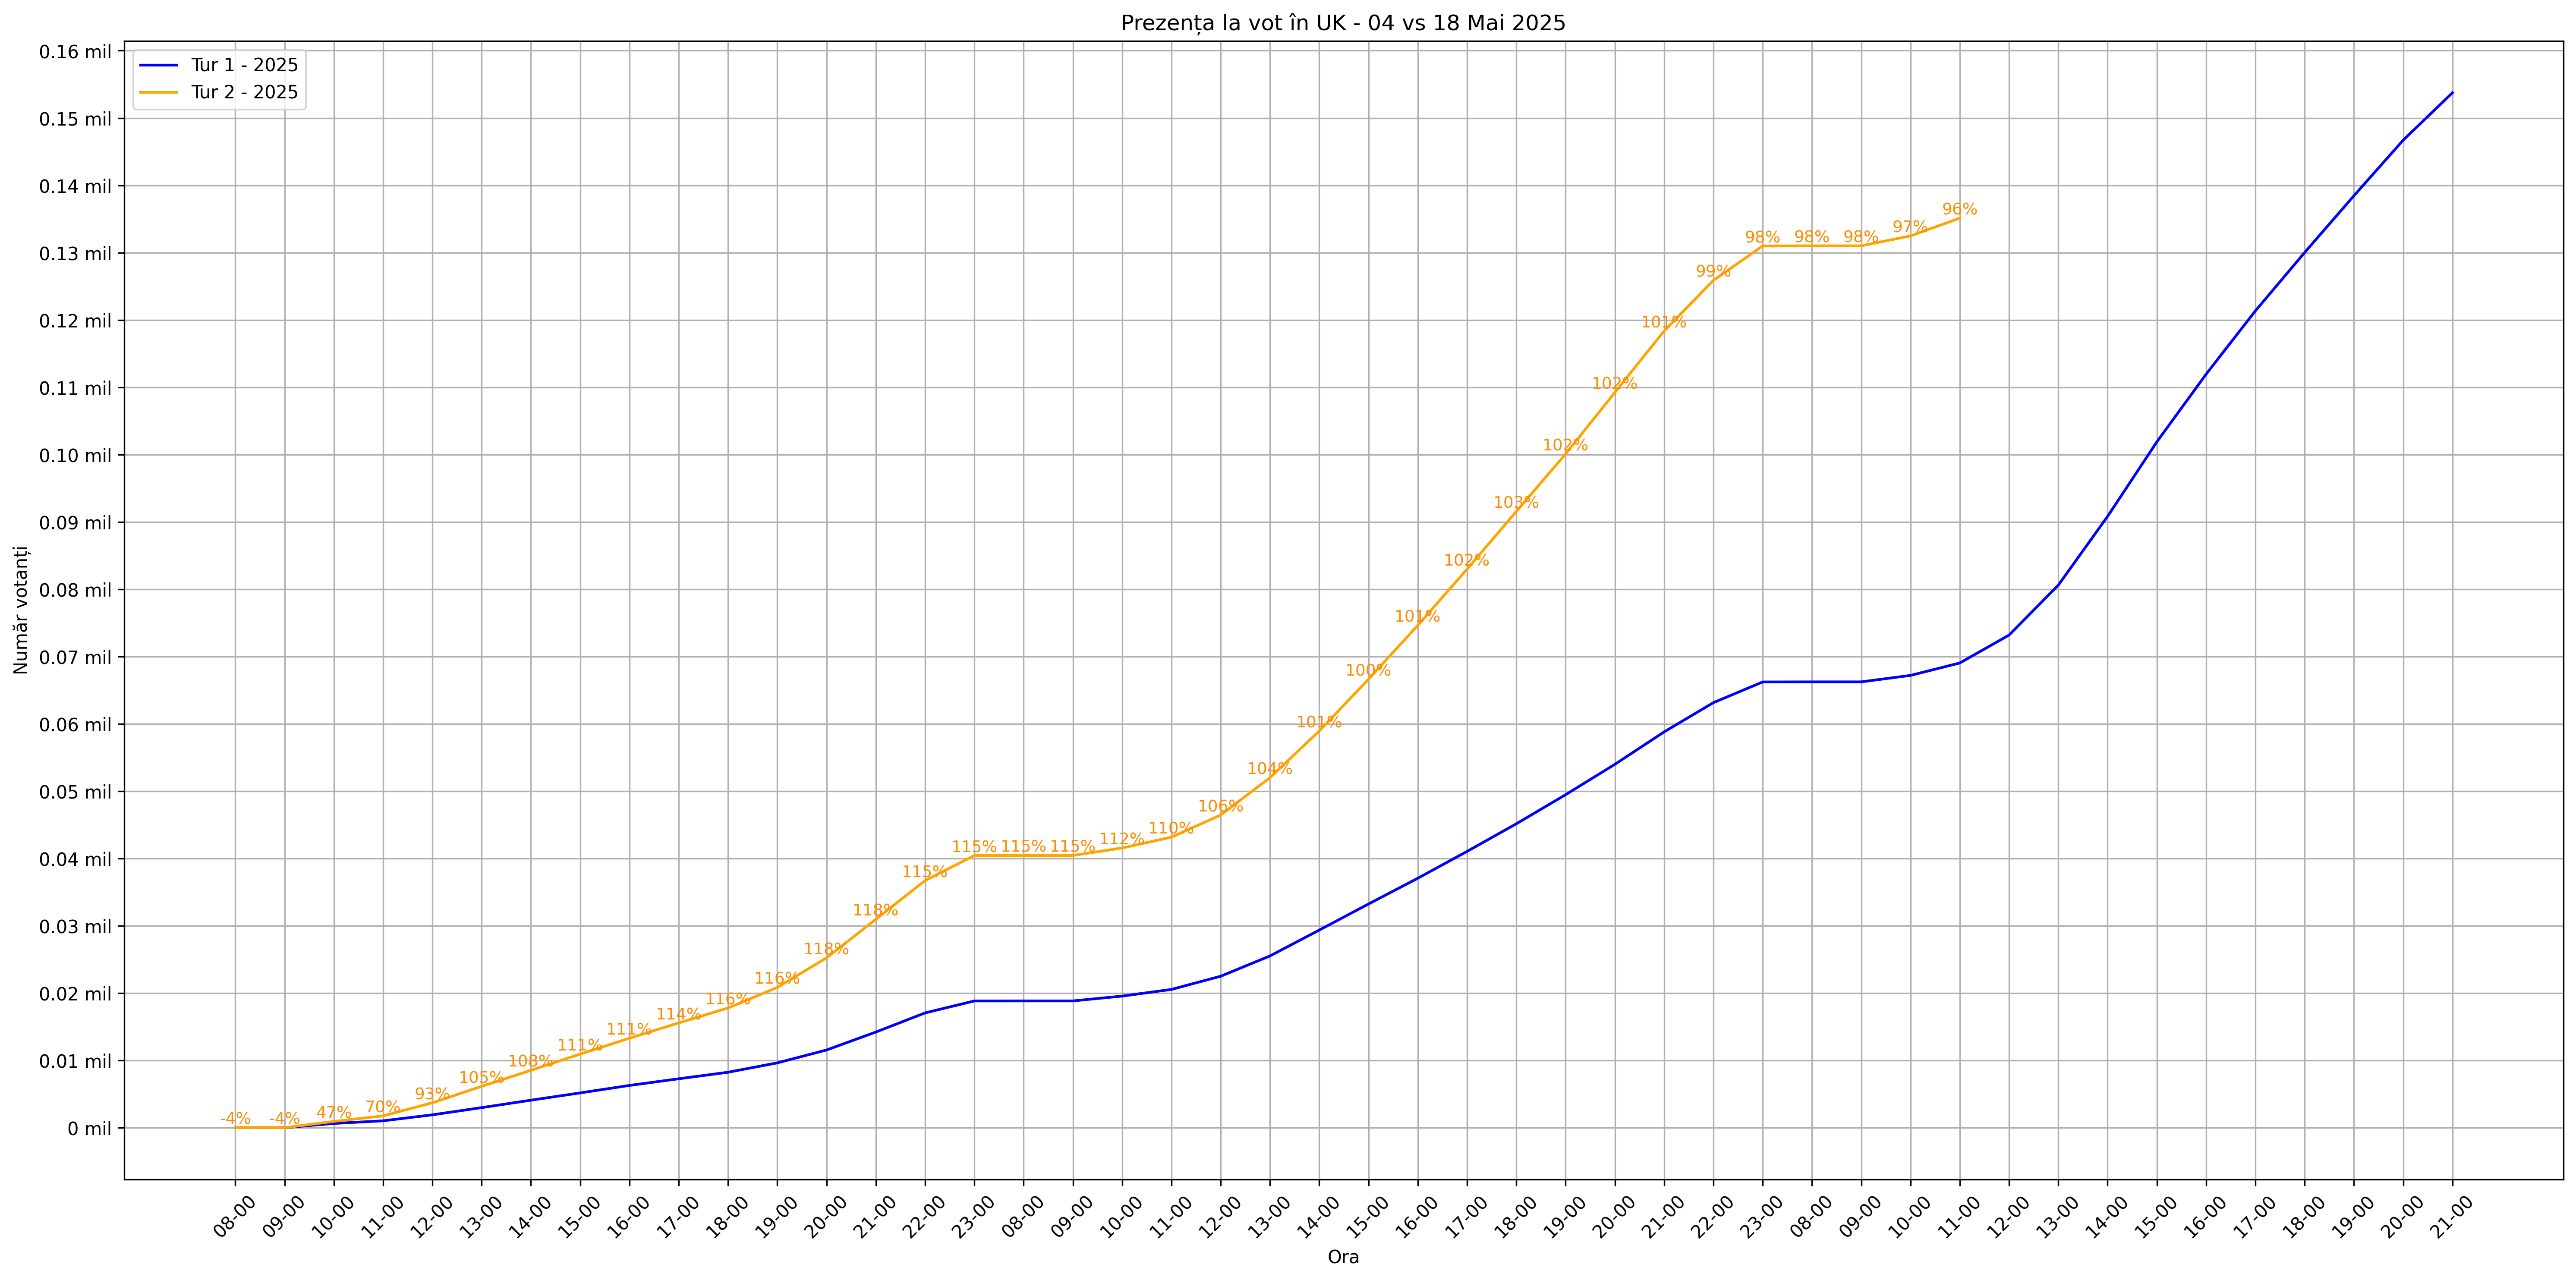 Prezența la vot în UK - 04 vs 18 Mai 2025
Tur 1 - 2025
Tur 2 - 2025
Număr votanți
0.16 mil
0.15 mil
0.14 mil
0.13 mil
0.12 mil
0.11 mil
0.10 mil
0.09 mil
0.08 mil
0.07 mil
0.06 mil
0.05 mil
0.04 mil
0.03 mil
0.02 mil
0.01 mil
0 mil
-4% -4% 47% 70% 93% 105% 108% 111% 111% 114% 116% 116% 118% 118% 115% 115% 115% 115% 112% 110% 106% 104% 101% 100% 101% 102% 103% 102% 102% 101% 99% 98% 98% 98% 97% 96%
08-00 09-00 10-00 11-00 12-00 13-00 14-00 15-00 16-00 17-00 18-00 19-00 20-00 21-00 22-00 23-00 08-00 09-00 10-00 11-00 12-00 13-00 14-00 15-00 16-00 17-00 18-00 19-00 20-00 21-00 22-00 23-00 08-00 09-00 10-00 11-00 12-00 13-00 14-00 15-00 16-00 17-00 18-00 19-00 20-00 21-00
Ora